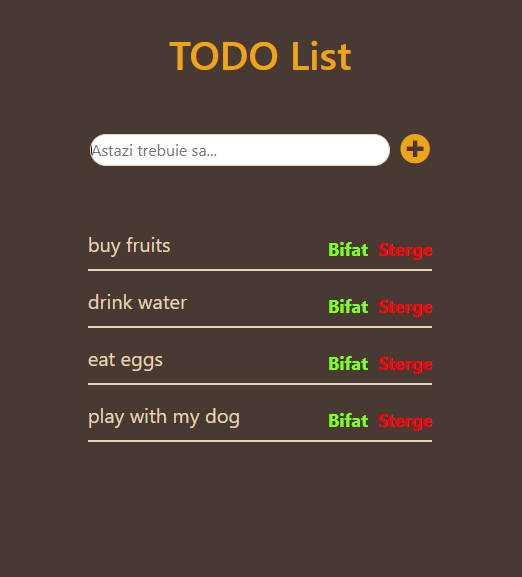 TODO List
Astazi trebuie sa...
buy fruits Bifat Sterge
drink water Bifat Sterge
eat eggs Bifat Sterge
play with my dog Bifat Sterge